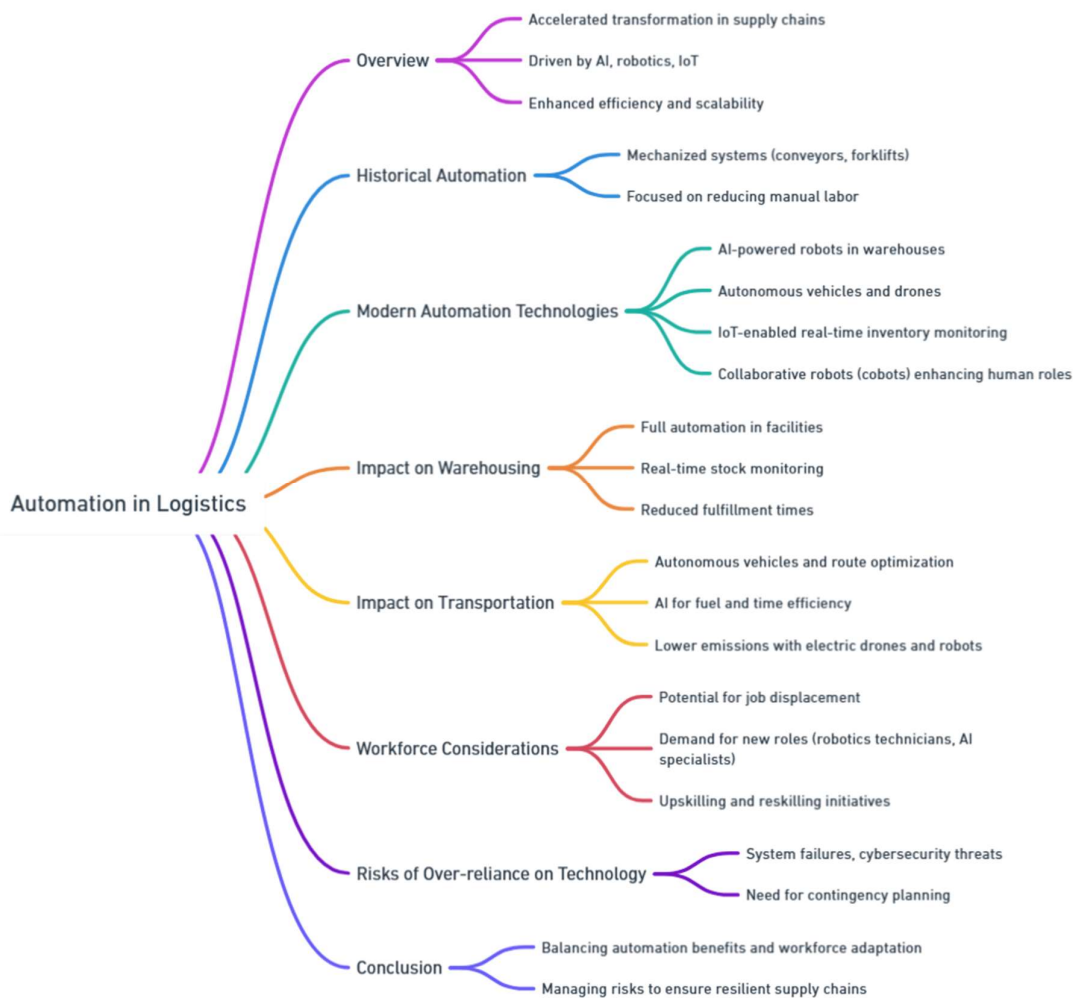 Automation in Logistics
Overview
Accelerated transformation in supply chains
Driven by AI, robotics, IoT
Enhanced efficiency and scalability
Historical Automation
Mechanized systems (conveyors, forklifts)
Focused on reducing manual labor
Modern Automation Technologies
AI-powered robots in warehouses
Autonomous vehicles and drones
IoT-enabled real-time inventory monitoring
Collaborative robots (cobots) enhancing human roles
Impact on Warehousing
Full automation in facilities
Real-time stock monitoring
Reduced fulfillment times
Impact on Transportation
Autonomous vehicles and route optimization
AI for fuel and time efficiency
Lower emissions with electric drones and robots
Workforce Considerations
Potential for job displacement
Demand for new roles (robotics technicians, AI
specialists)
Upskilling and reskilling initiatives
Risks of Over-reliance on Technology
System failures, cybersecurity threats
Need for contingency planning
Conclusion
Balancing automation benefits and workforce adaptation
Managing risks to ensure resilient supply chains